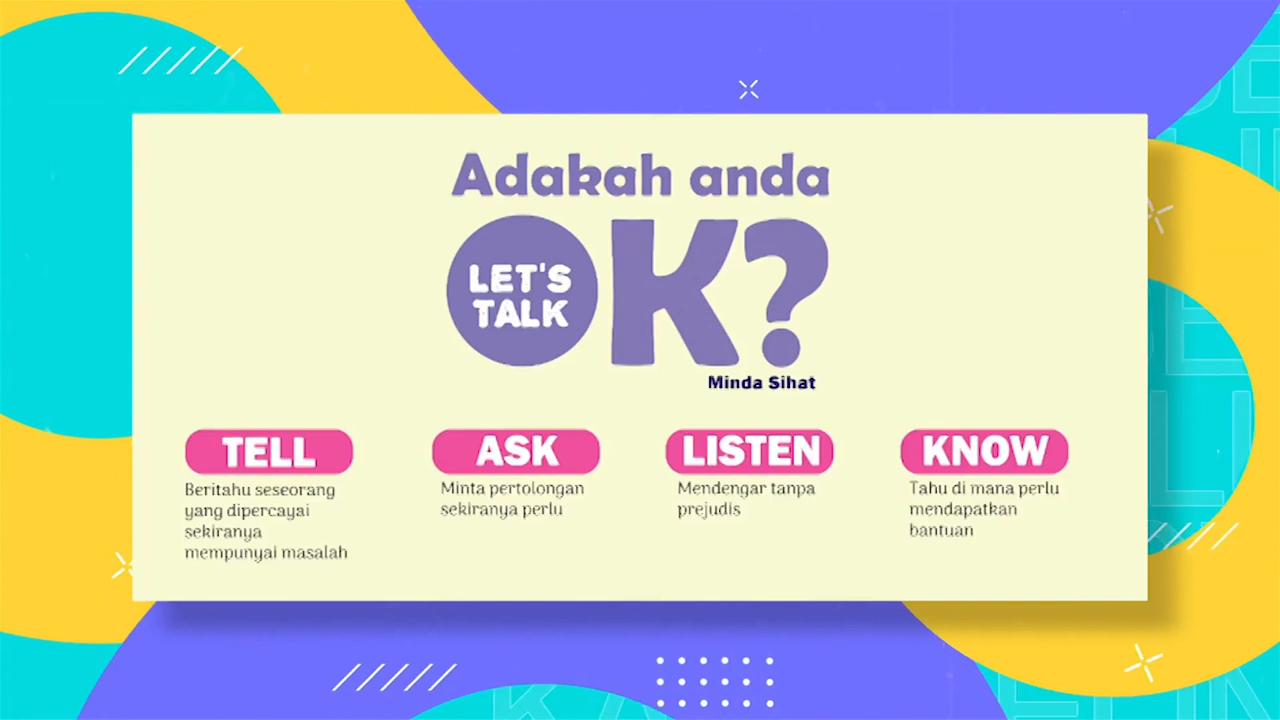 Adakah anda
LET'S
TALK
K?
Minda Sihat
TELL
Beritahu seseorang
yang dipercayai
sekiranya
mempunyai masalah
ASK
Minta pertolongan
sekiranya perlu
LISTEN
Mendengar tanpa
prejudis
KNOW
Tahu di mana perlu
mendapatkan
bantuan